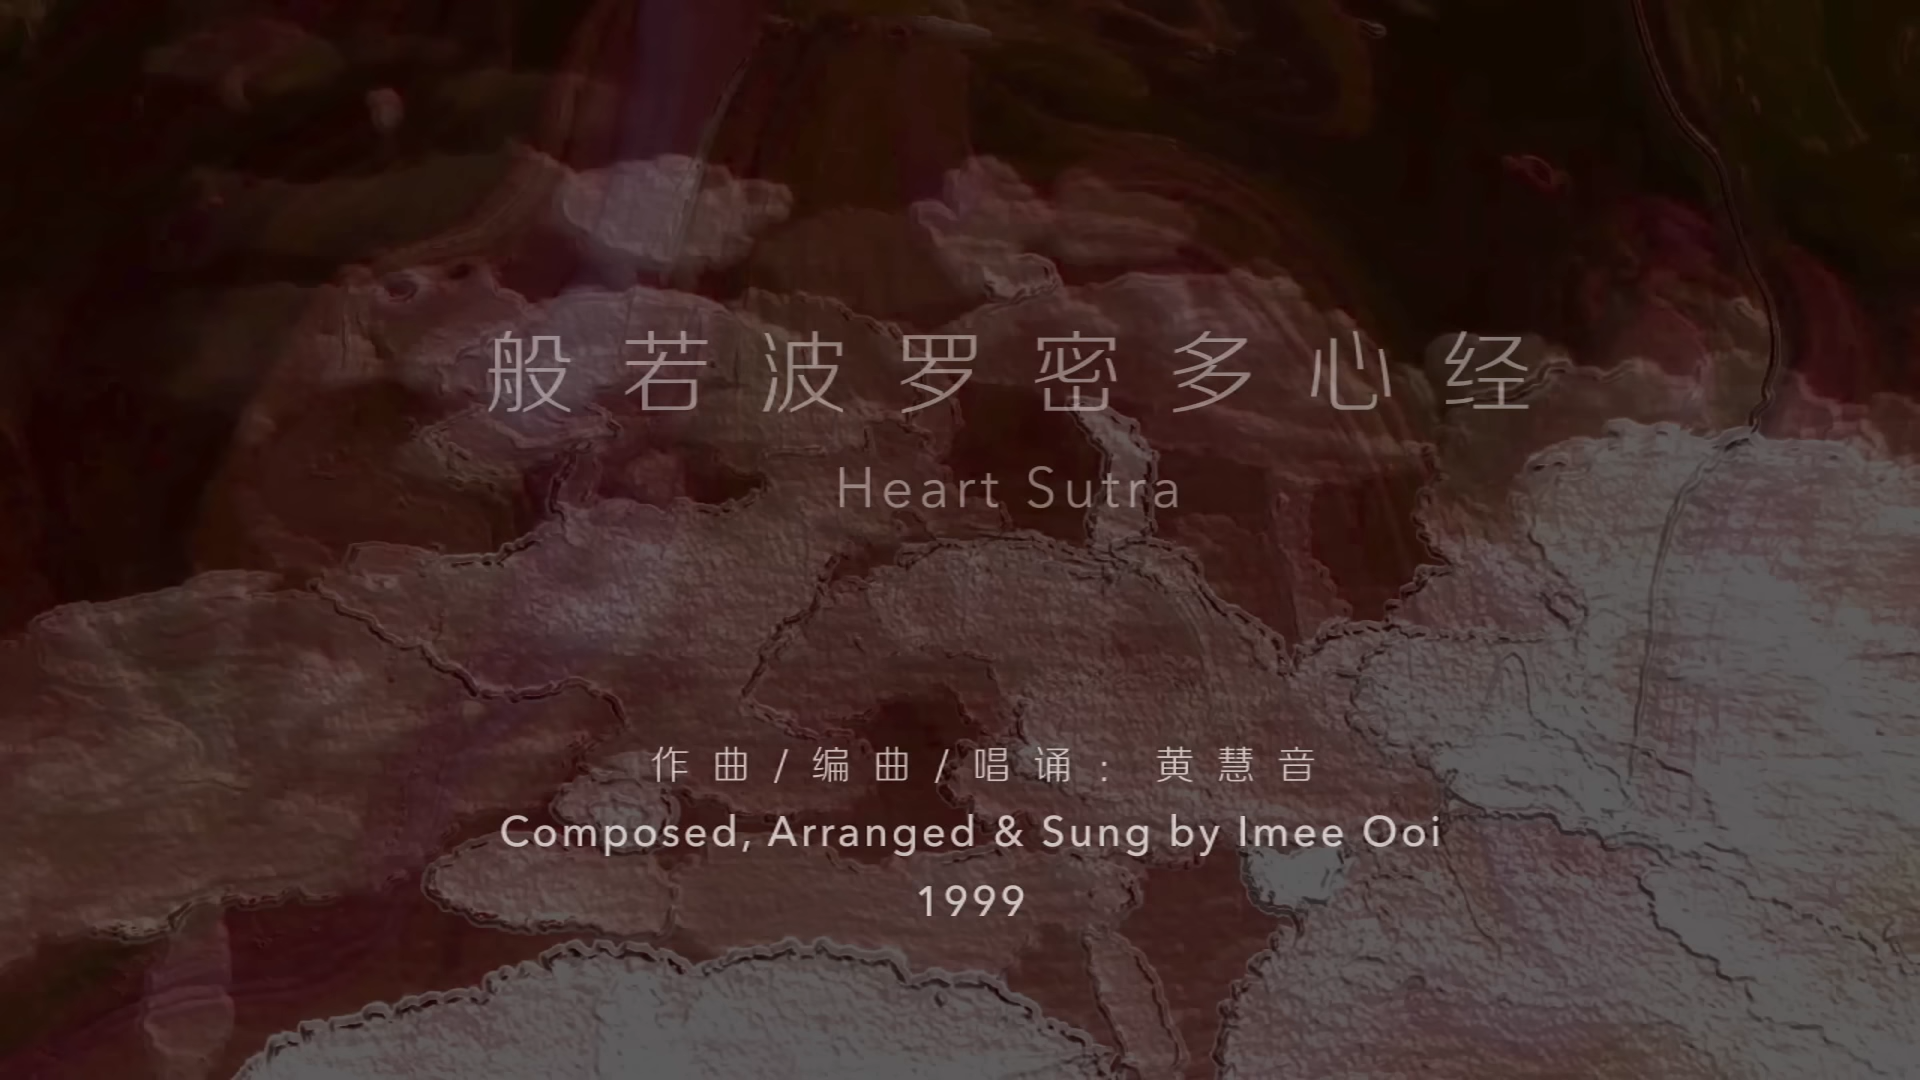 般若波罗密多心经
Heart Sutra
作曲/编曲/唱诵: 黄慧音
Composed, Arranged & Sung by Imee Ooi
1999